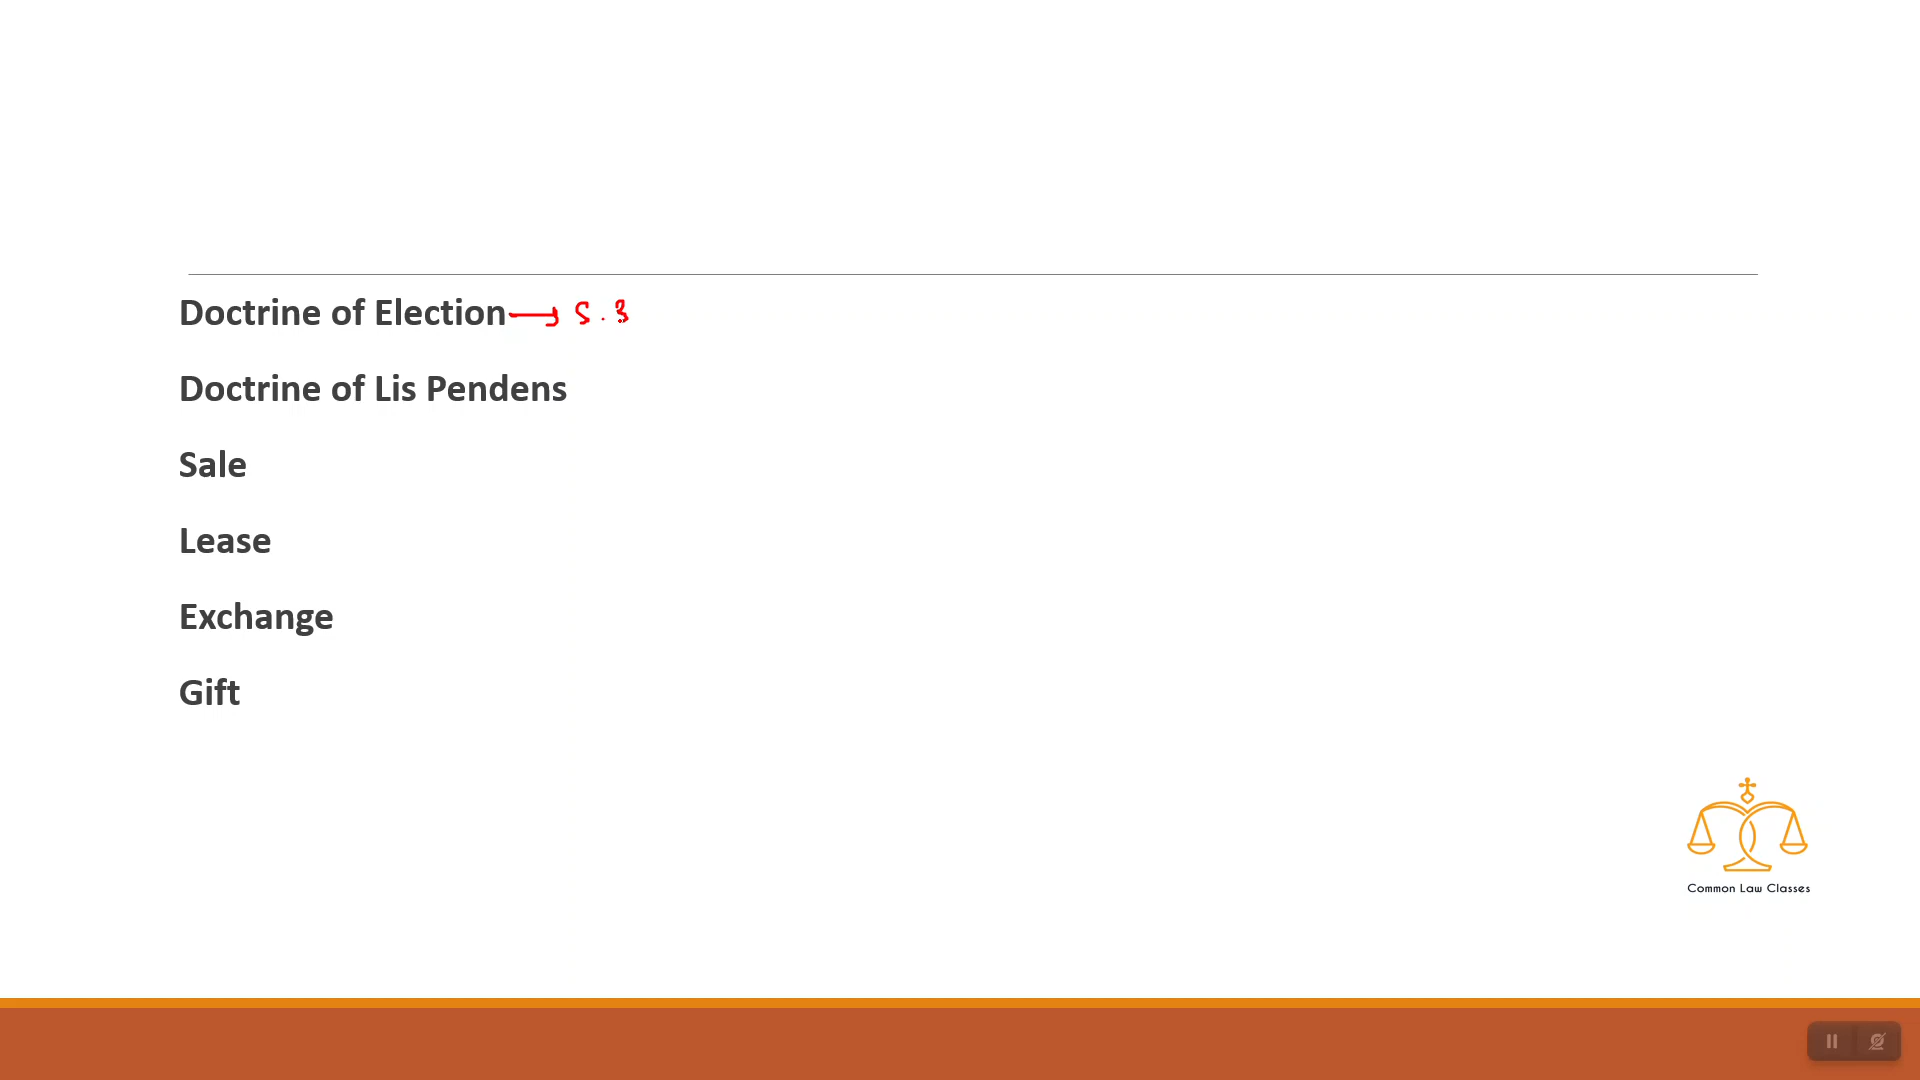 Doctrine of Election → S. 3
Doctrine of Lis Pendens
Sale
Lease
Exchange
Gift
Common Law Classes